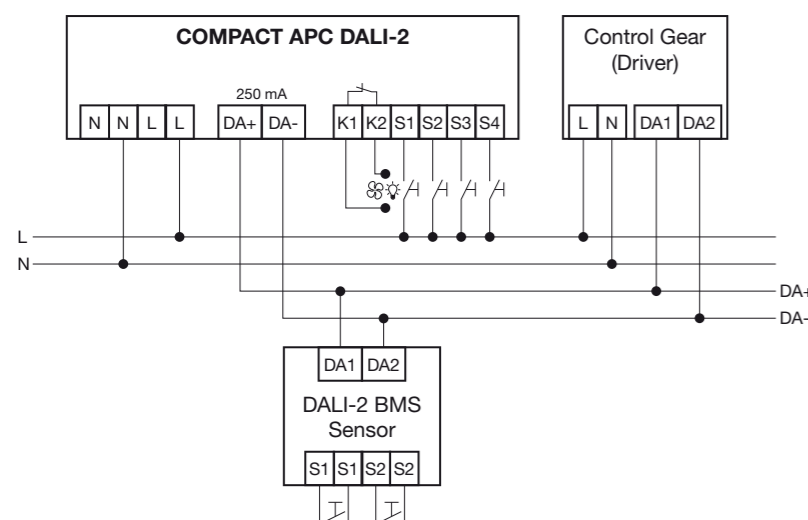 COMPACT APC DALI-2
250 mA
N N L L DA+ DA- K1 K2 S1 S2 S3 S4
Control Gear
(Driver)
L N DA1 DA2
L
N
DA+
DA-
DA1 DA2
DALI-2 BMS
Sensor
S1 S1 S2 S2